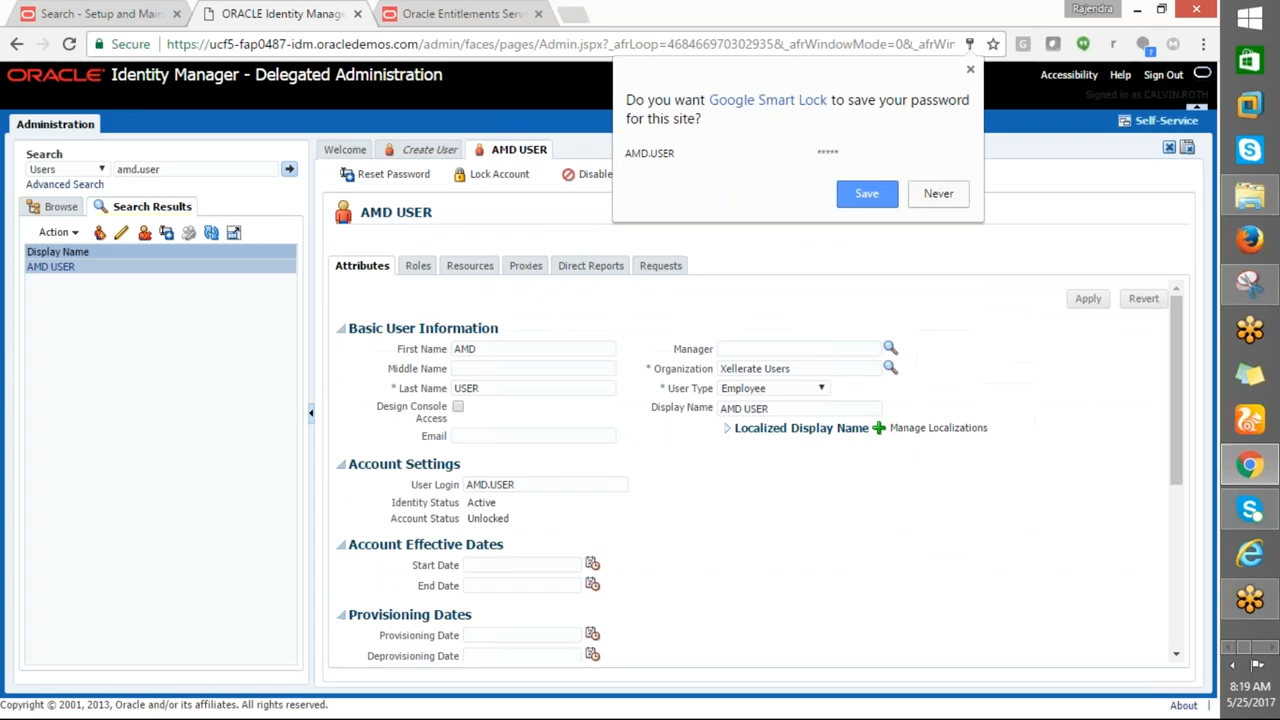 Search - Setup and Main
ORACLE Identity Manage
Oracle Entitlements Serv
Rajendra
Secure
https://ucf5-fap0487-idm.oracledemos.com/admin/faces/pages/Admin.jspx?_afrLoop=46846697030293 5&_afrWindowMode=0&_afrWin
ORACLE Identity Manager - Delegated Administration
Accessibility Help Sign Out
Signed in as CALVIN.ROTH
Do you want Google Smart Lock to save your password
for this site?
AMD.USER *****
Save Never
Administration
Self-Service
Search
Users amd.user
Advanced Search
Browse Search Results
Action
Display Name
AMD USER
Welcome Create User AMD USER
Reset Password Lock Account Disable
AMD USER
Attributes Roles Resources Proxies Direct Reports Requests
Apply Revert
Basic User Information
First Name AMD
Middle Name
* Last Name USER
Design Console
Access
Email
Manager
* Organization Xellerate Users
* User Type Employee
Display Name AMD USER
Localized Display Name Manage Localizations
Account Settings
User Login AMD.USER
Identity Status Active
Account Status Unlocked
Account Effective Dates
Start Date
End Date
Provisioning Dates
Provisioning Date
Deprovisioning Date
Copyright © 2001, 2013, Oracle and/or its affiliates. All rights reserved.
About
8:19 AM
5/25/2017